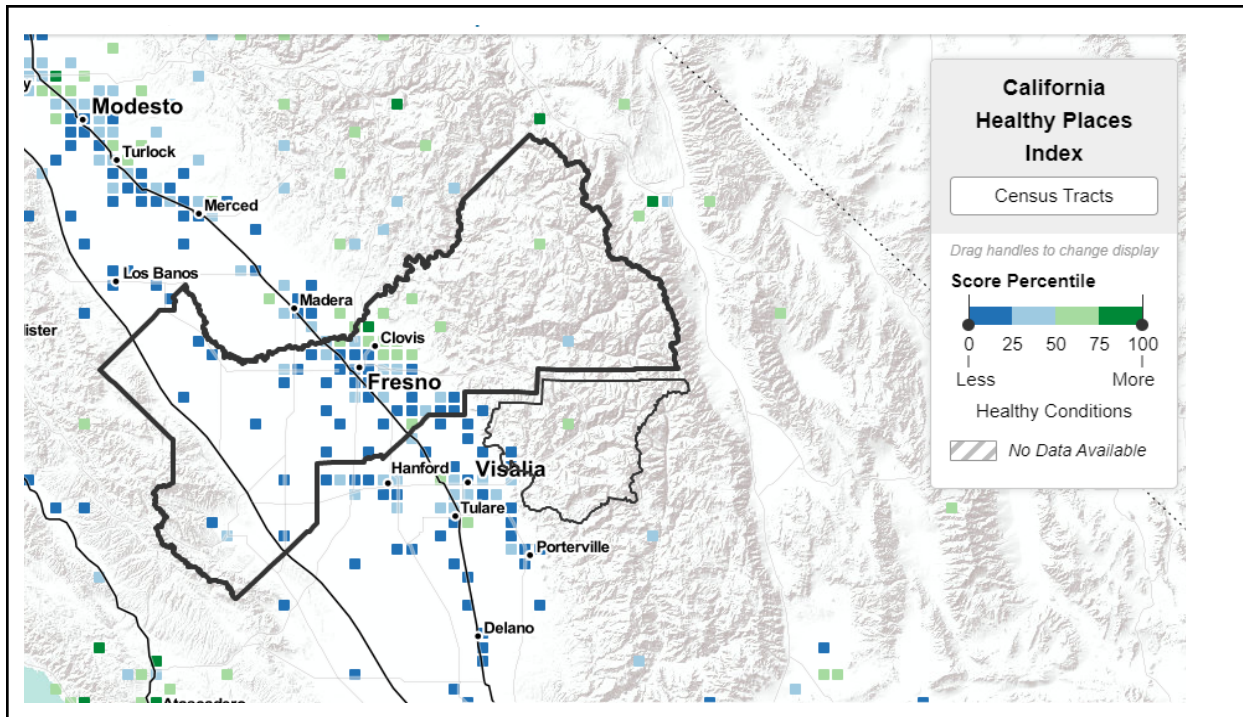 Modesto
y
Turlock
Merced
Los Banos
Madera
lister
Clovis
Fresno
Hanford
Visalia
Tulare
Porterville
Delano
Atascadero
California
Healthy Places
Index
Census Tracts
Drag handles to change display
Score Percentile
0 25 50 75 100
Less More
Healthy Conditions
No Data Available